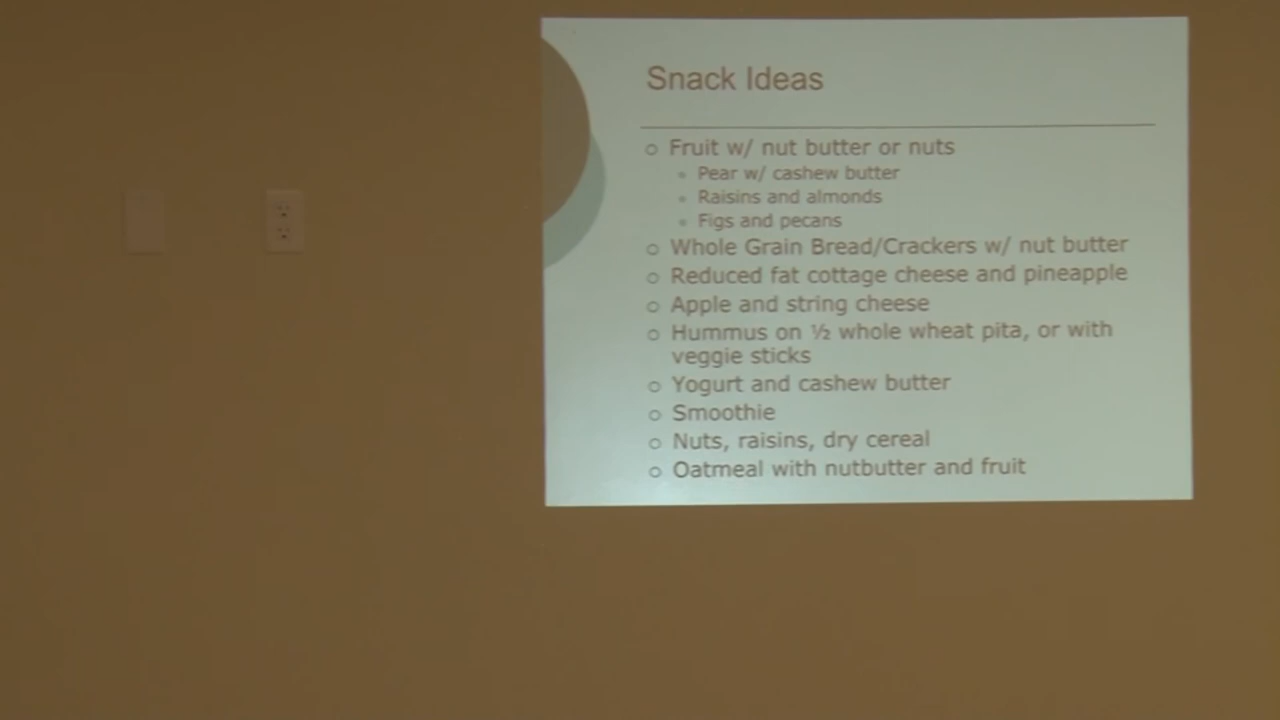 Snack Ideas
Fruit w/ nut butter or nuts
Pear w/ cashew butter
Raisins and almonds
Figs and pecans
Whole Grain Bread/Crackers w/ nut butter
Reduced fat cottage cheese and pineapple
Apple and string cheese
Hummus on ½ whole wheat pita, or with
veggie sticks
Yogurt and cashew butter
Smoothie
Nuts, raisins, dry cereal
Oatmeal with nutbutter and fruit